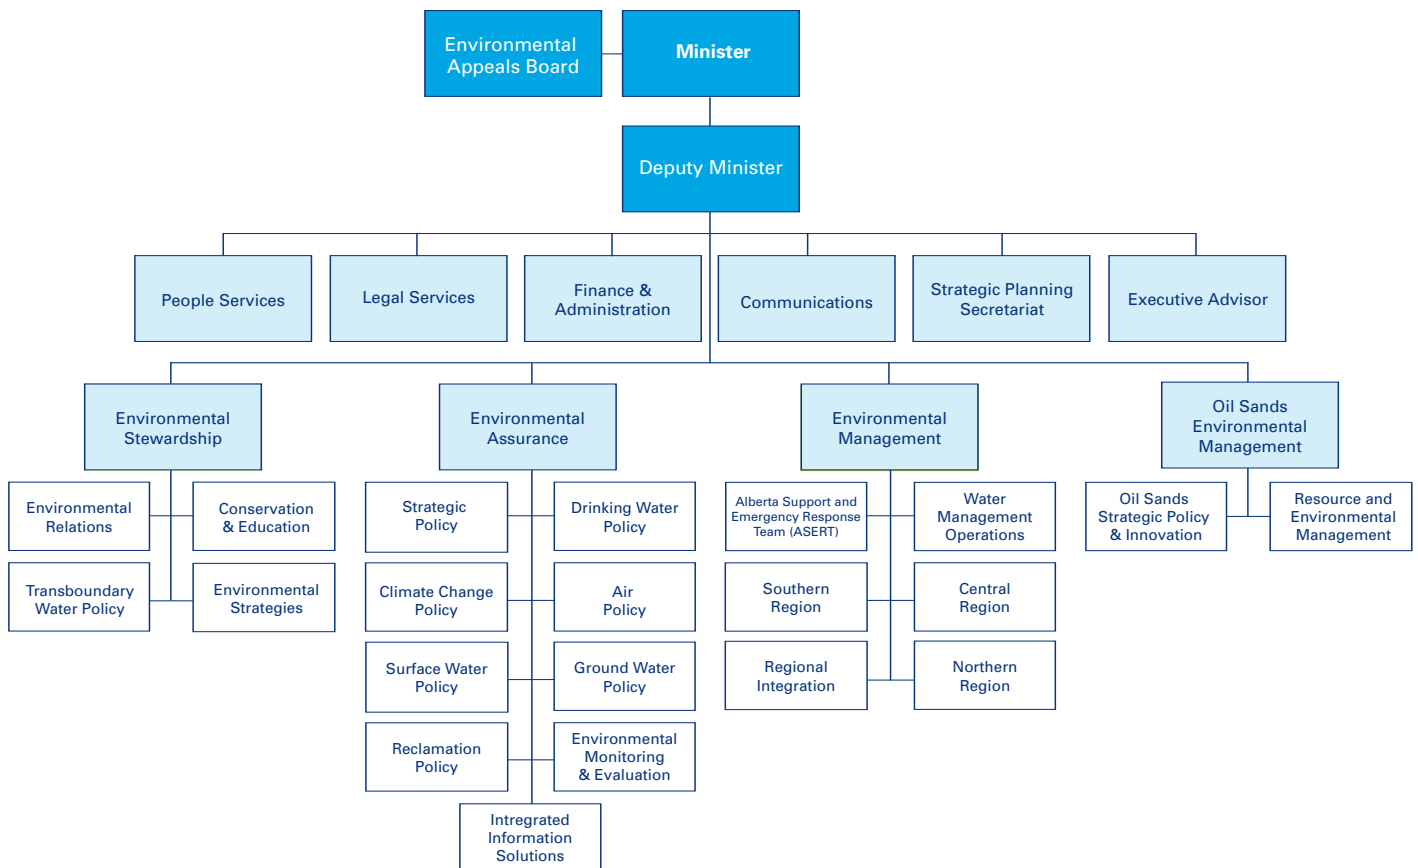 Environmental
Appeals Board
Minister
Deputy Minister
People Services
Legal Services
Finance &
Administration
Communications
Strategic Planning
Secretariat
Executive Advisor
Environmental
Stewardship
Environmental
Assurance
Environmental
Management
Oil Sands
Environmental
Management
Environmental
Relations
Conservation
& Education
Transboundary
Water Policy
Environmental
Strategies
Strategic
Policy
Drinking Water
Policy
Climate Change
Policy
Air
Policy
Surface Water
Policy
Ground Water
Policy
Reclamation
Policy
Environmental
Monitoring
& Evaluation
Intregrated
Information
Solutions
Alberta Support and
Emergency Response
Team (ASERT)
Water
Management
Operations
Southern
Region
Central
Region
Regional
Integration
Northern
Region
Oil Sands
Strategic Policy
& Innovation
Resource and
Environmental
Management